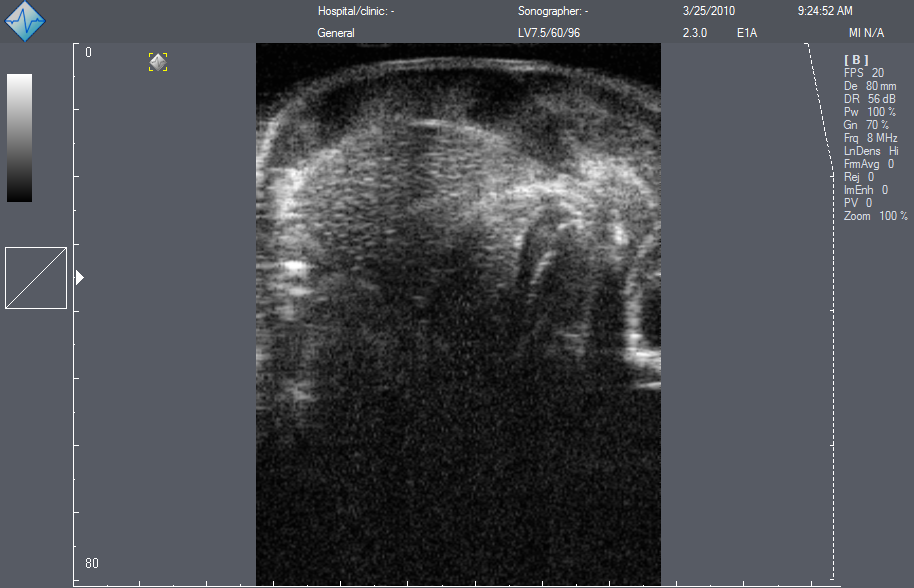 Hospital/clinic: - Sonographer: - 3/25/2010 9:24:52 AM
General LV7.5/60/96 2.3.0 E1A MI N/A
0
[ B ]
FPS 20
De 80 mm
DR 56 dB
Pw 100 %
Gn 70 %
Frq 8 MHz
LnDens Hi
FrmAvg 0
Rej 0
ImEnh 0
PV 0
Zoom 100 %
80